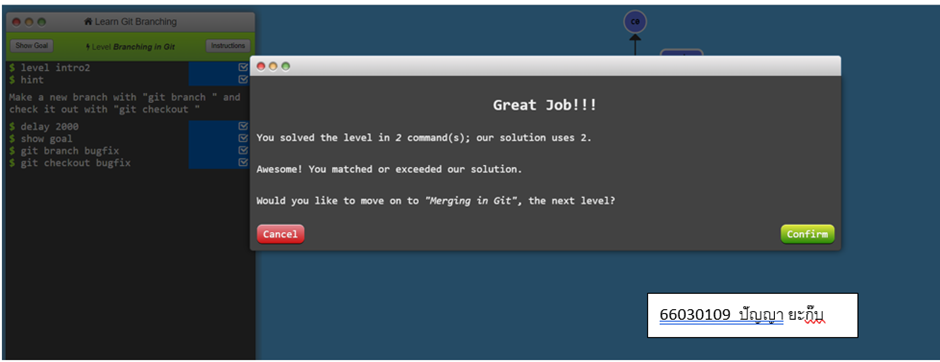 Learn Git Branching
Show Goal
Level Branching in Git
Instructions
$ level intro2
$ hint
Make a new branch with "git branch " and
check it out with "git checkout "
$ delay 2000
$ show goal
$ git branch bugfix
$ git checkout bugfix
C0
Great Job!!!
You solved the level in 2 command(s); our solution uses 2.
Awesome! You matched or exceeded our solution.
Would you like to move on to "Merging in Git", the next level?
Cancel
Confirm
66030109 ปัญญา ยะกึ๊บ